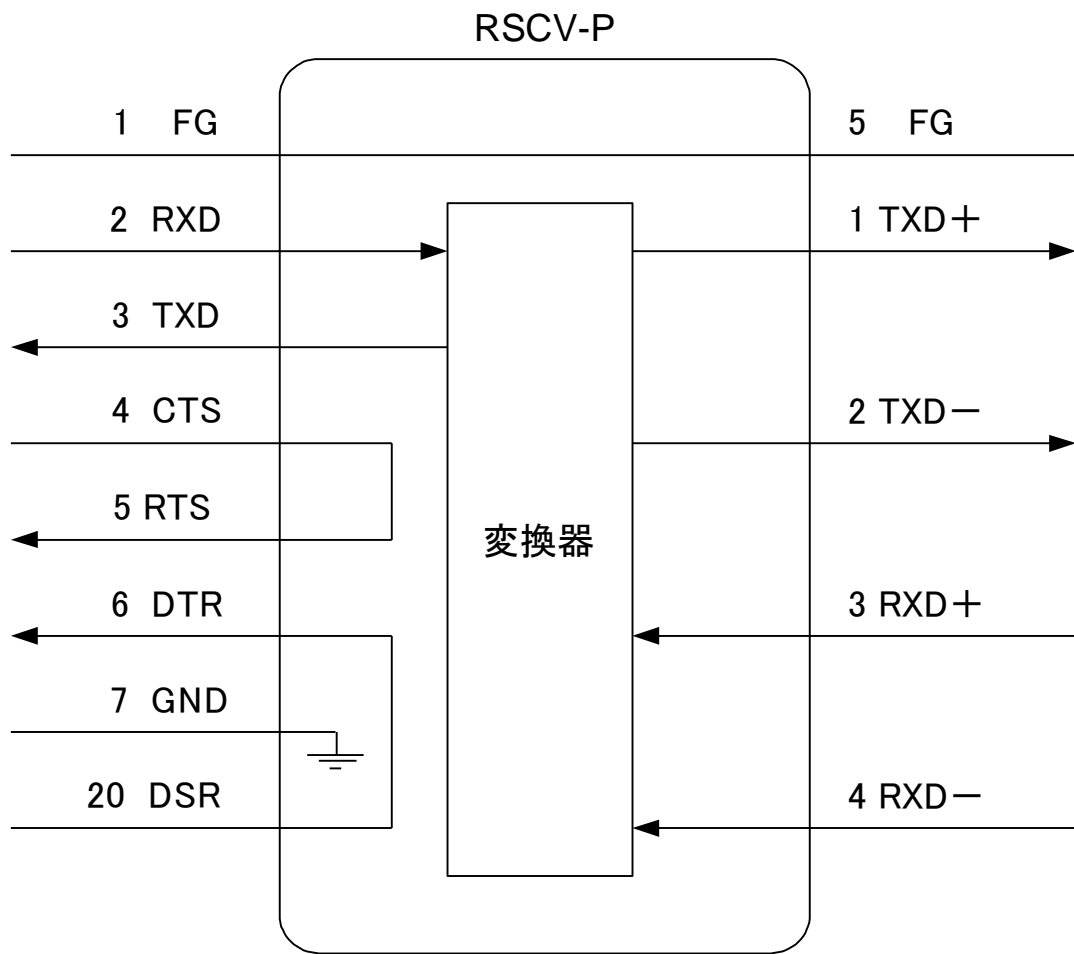 RSCV-P
1 FG
5 FG
2 RXD
1 TXD＋
3 TXD
4 CTS
2 TXD－
5 RTS
変換器
6 DTR
3 RXD＋
7 GND
20 DSR
4 RXD－